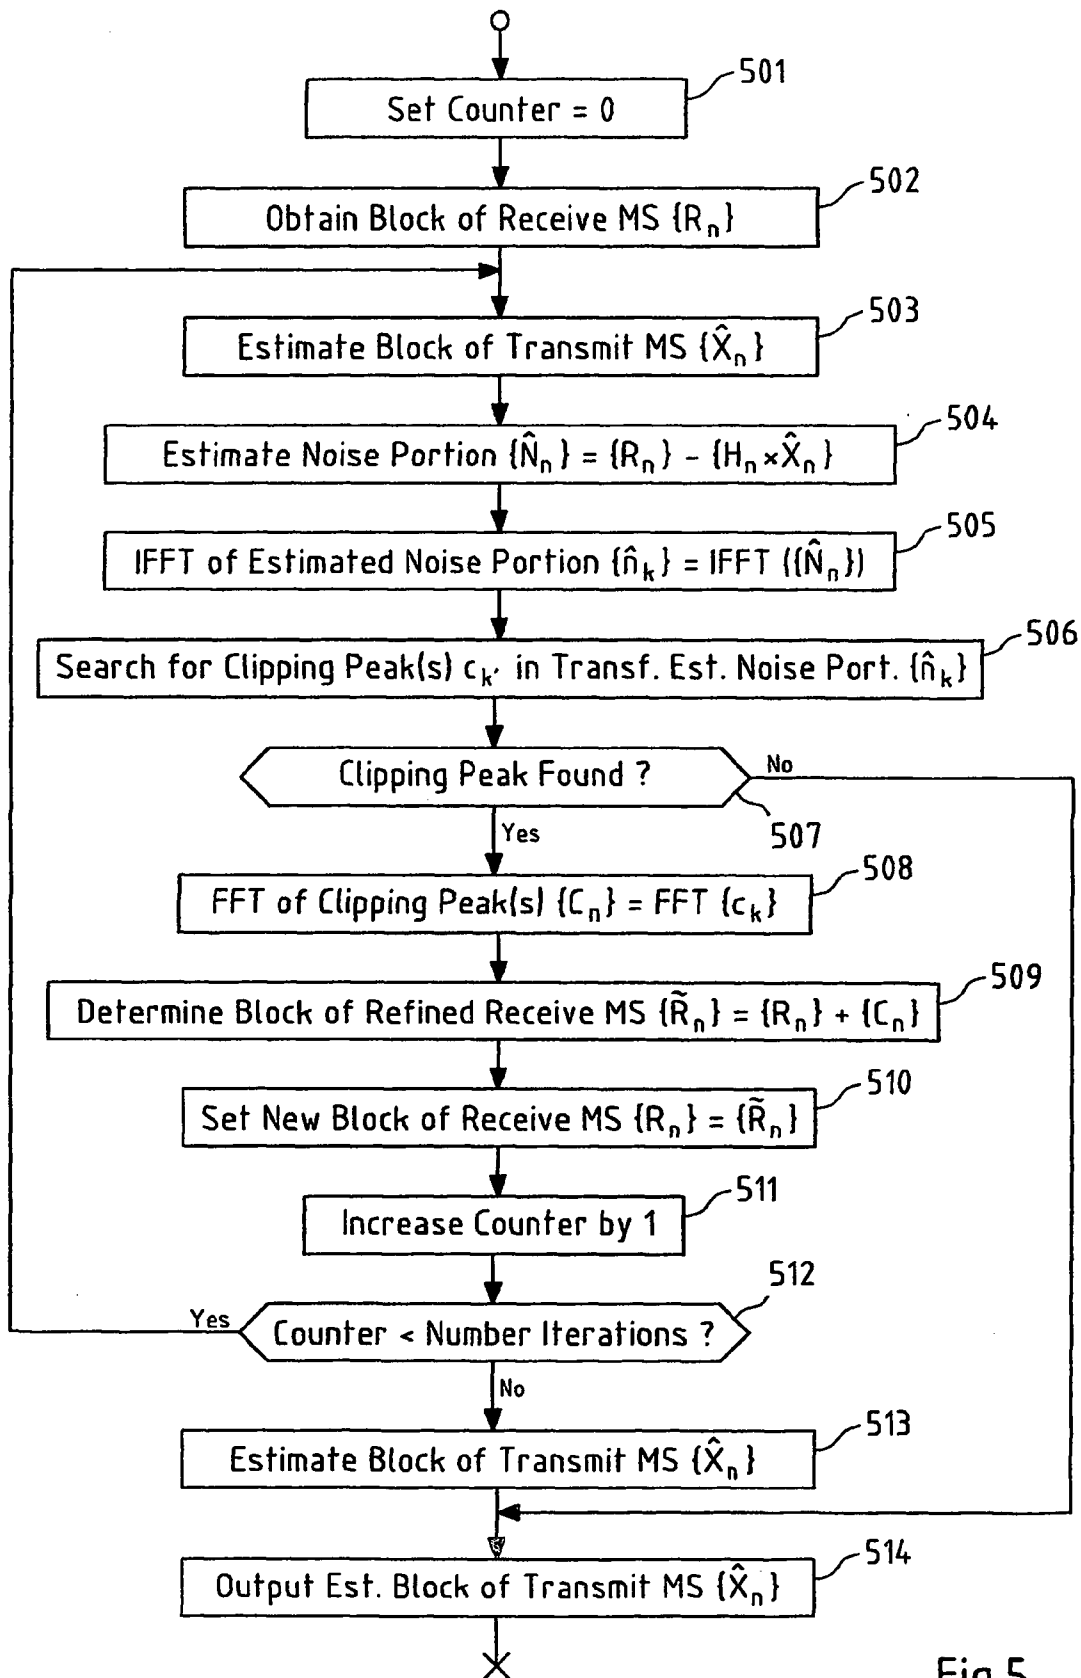 501
Set Counter = 0
502
Obtain Block of Receive MS {Rₙ}
503
Estimate Block of Transmit MS {X̂ₙ}
504
Estimate Noise Portion {N̂ₙ} = {Rₙ} - {Hₙ×X̂ₙ}
505
IFFT of Estimated Noise Portion {n̂ₖ} = IFFT ({N̂ₙ})
506
Search for Clipping Peak(s) cₖ' in Transf. Est. Noise Port. {n̂ₖ}
Clipping Peak Found ?
No
507
Yes
508
FFT of Clipping Peak(s) {Cₙ} = FFT {cₖ}
509
Determine Block of Refined Receive MS {R̃ₙ} = {Rₙ} + {Cₙ}
510
Set New Block of Receive MS {Rₙ} = {R̃ₙ}
511
Increase Counter by 1
512
Yes
Counter < Number Iterations ?
No
513
Estimate Block of Transmit MS {X̂ₙ}
514
Output Est. Block of Transmit MS {X̂ₙ}
Fig.5